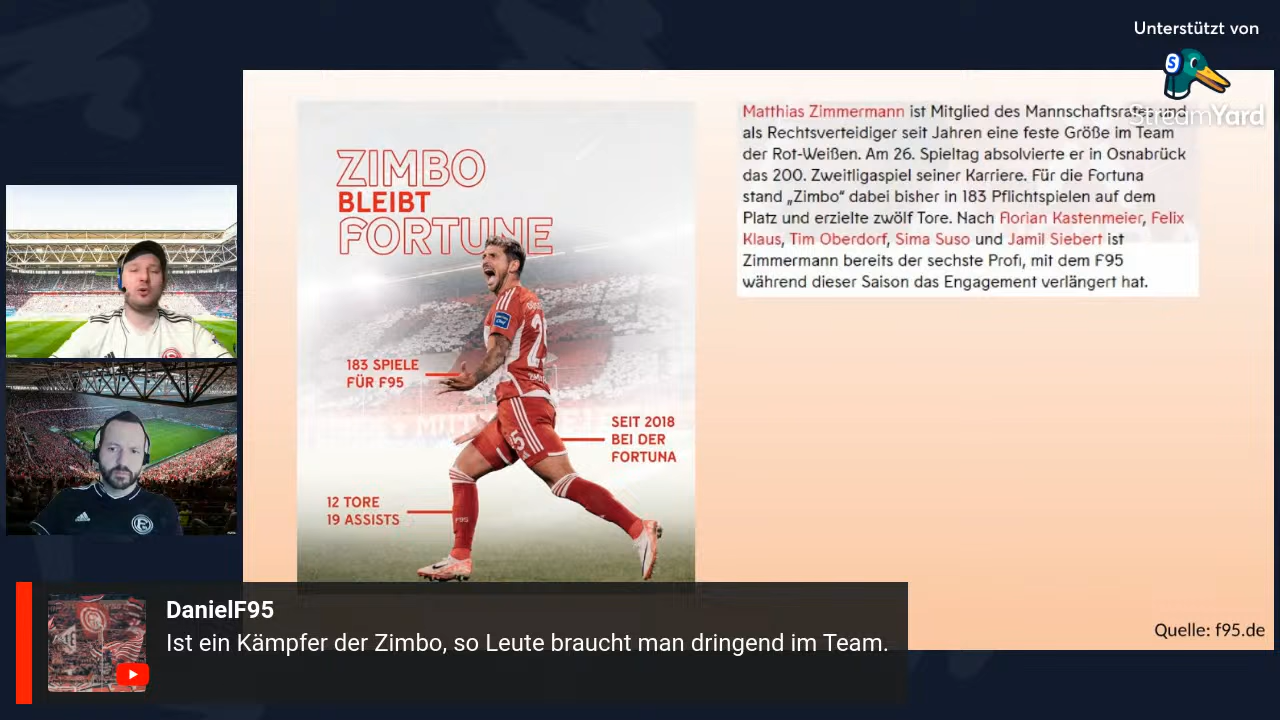 Unterstützt von
StreamYard
ZIMBO
BLEIBT
FORTUNE
183 SPIELE
FÜR F95
SEIT 2018
BEI DER
FORTUNA
12 TORE
19 ASSISTS
Matthias Zimmermann ist Mitglied des Mannschaftsrates und
als Rechtsverteidiger seit Jahren eine feste Größe im Team
der Rot-Weißen. Am 26. Spieltag absolvierte er in Osnabrück
das 200. Zweitligaspiel seiner Karriere. Für die Fortuna
stand „Zimbo“ dabei bisher in 183 Pflichtspielen auf dem
Platz und erzielte zwölf Tore. Nach Florian Kastenmeier, Felix
Klaus, Tim Oberdorf, Sima Suso und Jamil Siebert ist
Zimmermann bereits der sechste Profi, mit dem F95
während dieser Saison das Engagement verlängert hat.
Quelle: f95.de
DanielF95
Ist ein Kämpfer der Zimbo, so Leute braucht man dringend im Team.